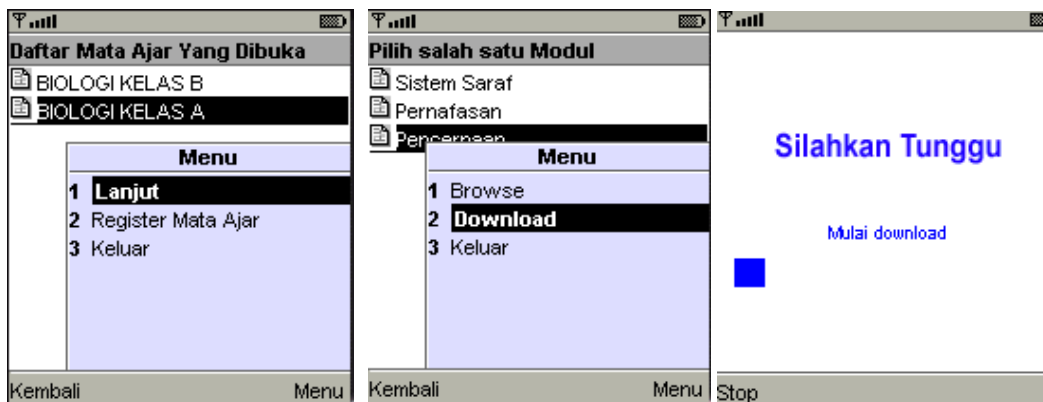 Daftar Mata Ajar Yang Dibuka
BIOLOGI KELAS B
BIOLOGI KELAS A
Menu
1 Lanjut
2 Register Mata Ajar
3 Keluar
Kembali Menu
Pilih salah satu Modul
Sistem Saraf
Pernafasan
Pencernaan
Menu
1 Browse
2 Download
3 Keluar
Kembali Menu
Silahkan Tunggu
Mulai download
Stop